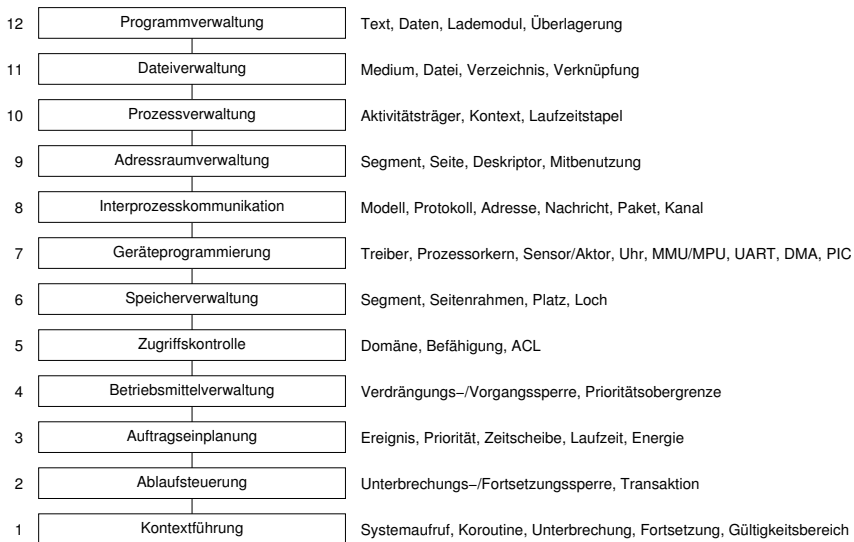 12 Programmverwaltung Text, Daten, Lademodul, Überlagerung
11 Dateiverwaltung Medium, Datei, Verzeichnis, Verknüpfung
10 Prozessverwaltung Aktivitätsträger, Kontext, Laufzeitstapel
9 Adressraumverwaltung Segment, Seite, Deskriptor, Mitbenutzung
8 Interprozesskommunikation Modell, Protokoll, Adresse, Nachricht, Paket, Kanal
7 Geräteprogrammierung Treiber, Prozessorkern, Sensor/Aktor, Uhr, MMU/MPU, UART, DMA, PIC
6 Speicherverwaltung Segment, Seitenrahmen, Platz, Loch
5 Zugriffskontrolle Domäne, Befähigung, ACL
4 Betriebsmittelverwaltung Verdrängungs−/Vorgangssperre, Prioritätsobergrenze
3 Auftragseinplanung Ereignis, Priorität, Zeitscheibe, Laufzeit, Energie
2 Ablaufsteuerung Unterbrechungs−/Fortsetzungssperre, Transaktion
1 Kontextführung Systemaufruf, Koroutine, Unterbrechung, Fortsetzung, Gültigkeitsbereich